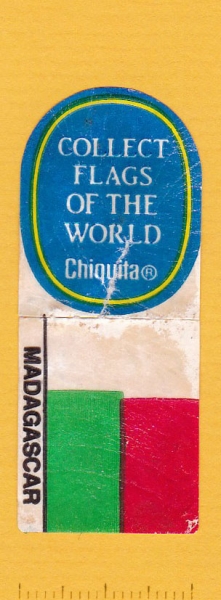 COLLECT
FLAGS
OF THE
WORLD
Chiquita®
MADAGASCAR